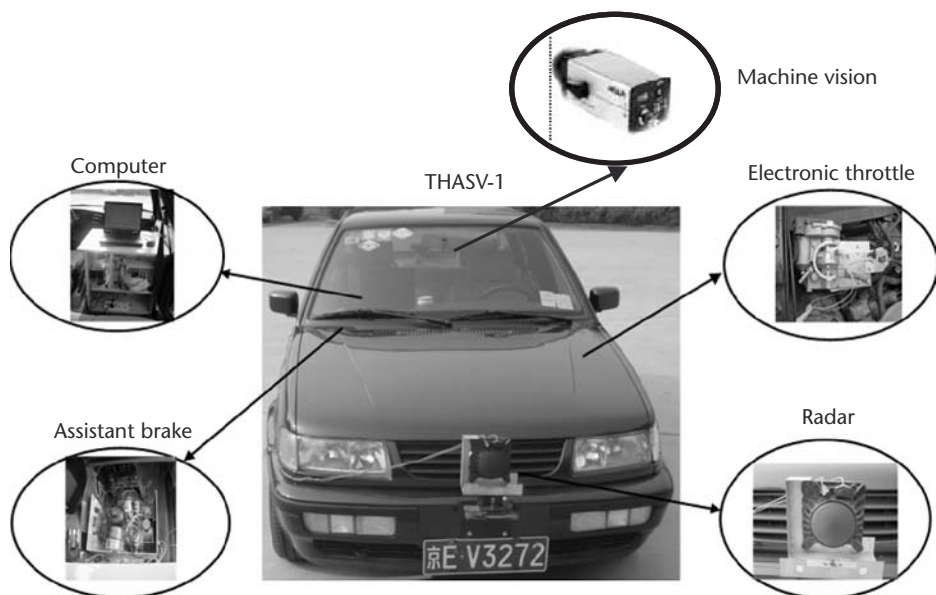 Machine vision
Computer
THASV-1
Electronic throttle
Assistant brake
Radar
京E·V3272